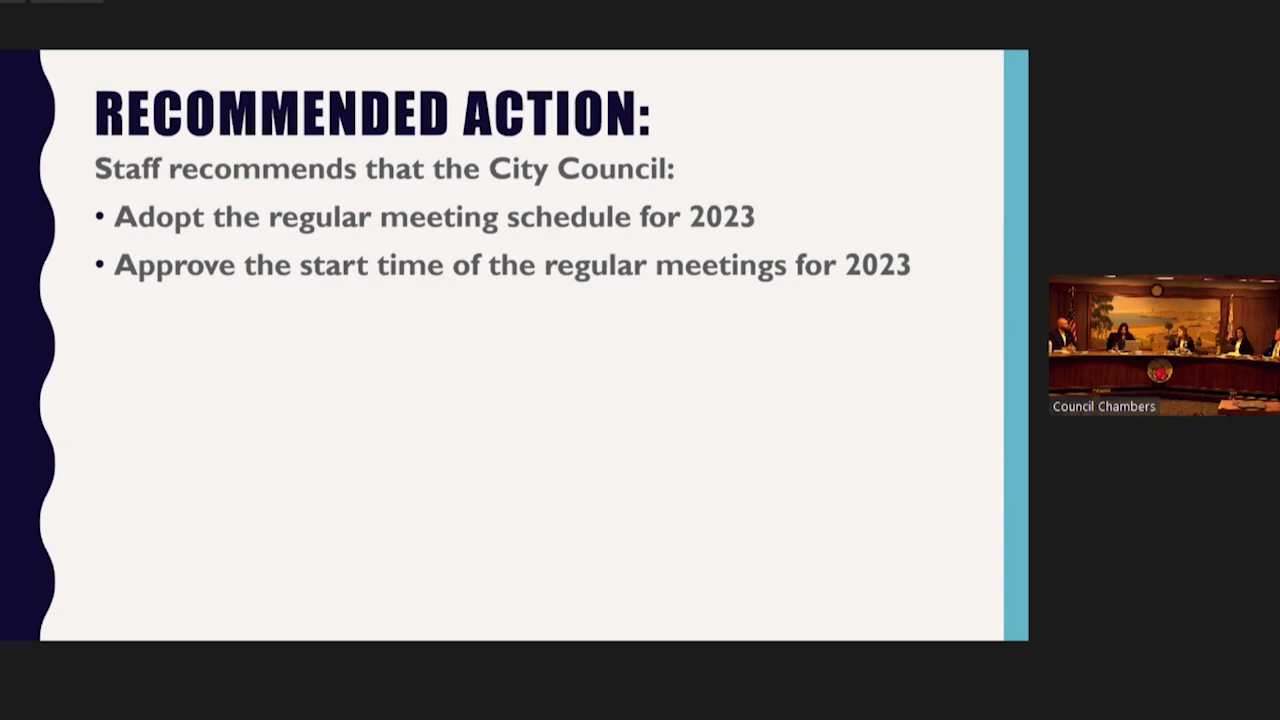 RECOMMENDED ACTION:
Staff recommends that the City Council:
• Adopt the regular meeting schedule for 2023
• Approve the start time of the regular meetings for 2023
Council Chambers